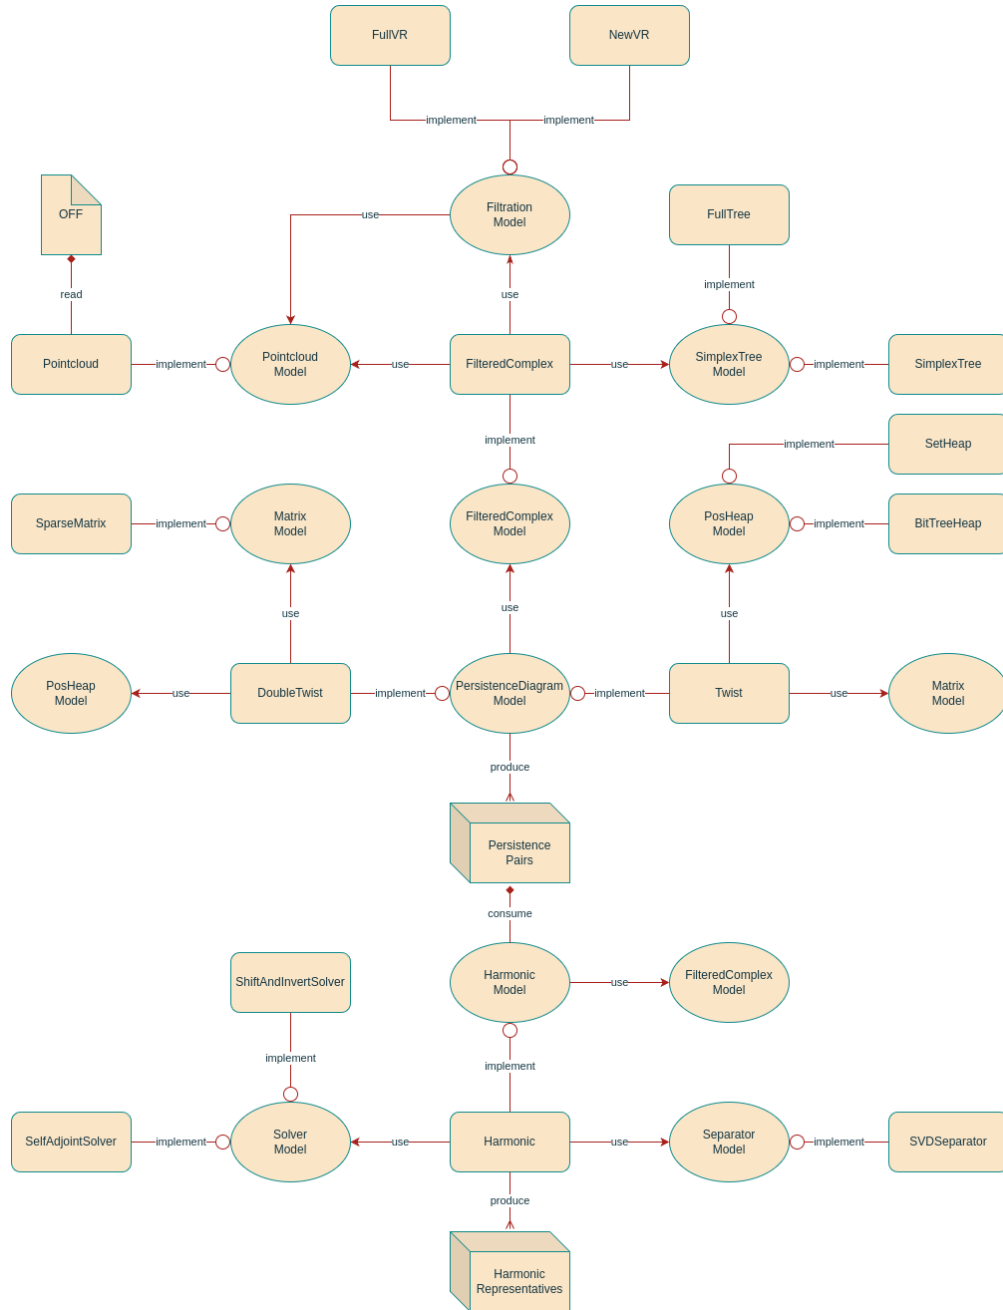 FullVR
NewVR
implement
implement
OFF
Filtration
Model
FullTree
use
read
use
implement
Pointcloud
implement
Pointcloud
Model
use
FilteredComplex
use
SimplexTree
Model
implement
SimplexTree
implement
implement
SetHeap
SparseMatrix
implement
Matrix
Model
FilteredComplex
Model
PosHeap
Model
implement
BitTreeHeap
use
use
use
PosHeap
Model
use
DoubleTwist
implement
PersistenceDiagram
Model
implement
Twist
use
Matrix
Model
produce
Persistence
Pairs
consume
ShiftAndInvertSolver
Harmonic
Model
use
FilteredComplex
Model
implement
implement
SelfAdjointSolver
implement
Solver
Model
use
Harmonic
use
Separator
Model
implement
SVDSeparator
produce
Harmonic
Representatives